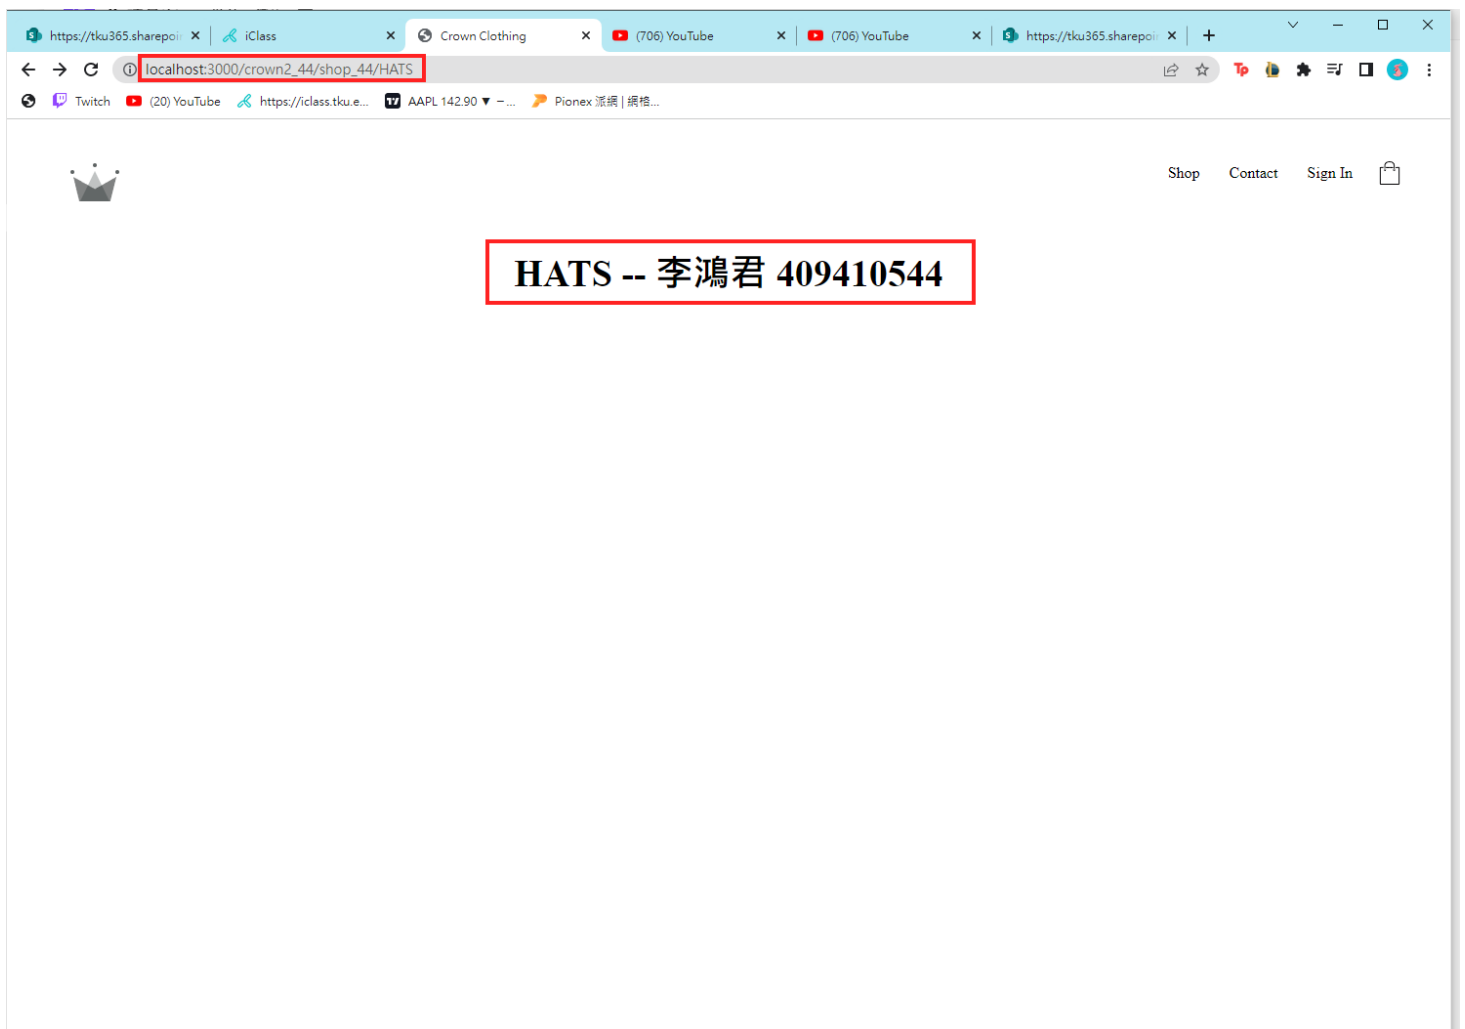 https://tku365.sharepoi
iClass
Crown Clothing
(706) YouTube
(706) YouTube
https://tku365.sharepoi
localhost:3000/crown2_44/shop_44/HATS
Twitch
(20) YouTube
https://iclass.tku.e...
AAPL 142.90 ▼ −...
Pionex 派網 | 網格...
Shop
Contact
Sign In
HATS -- 李鴻君 409410544